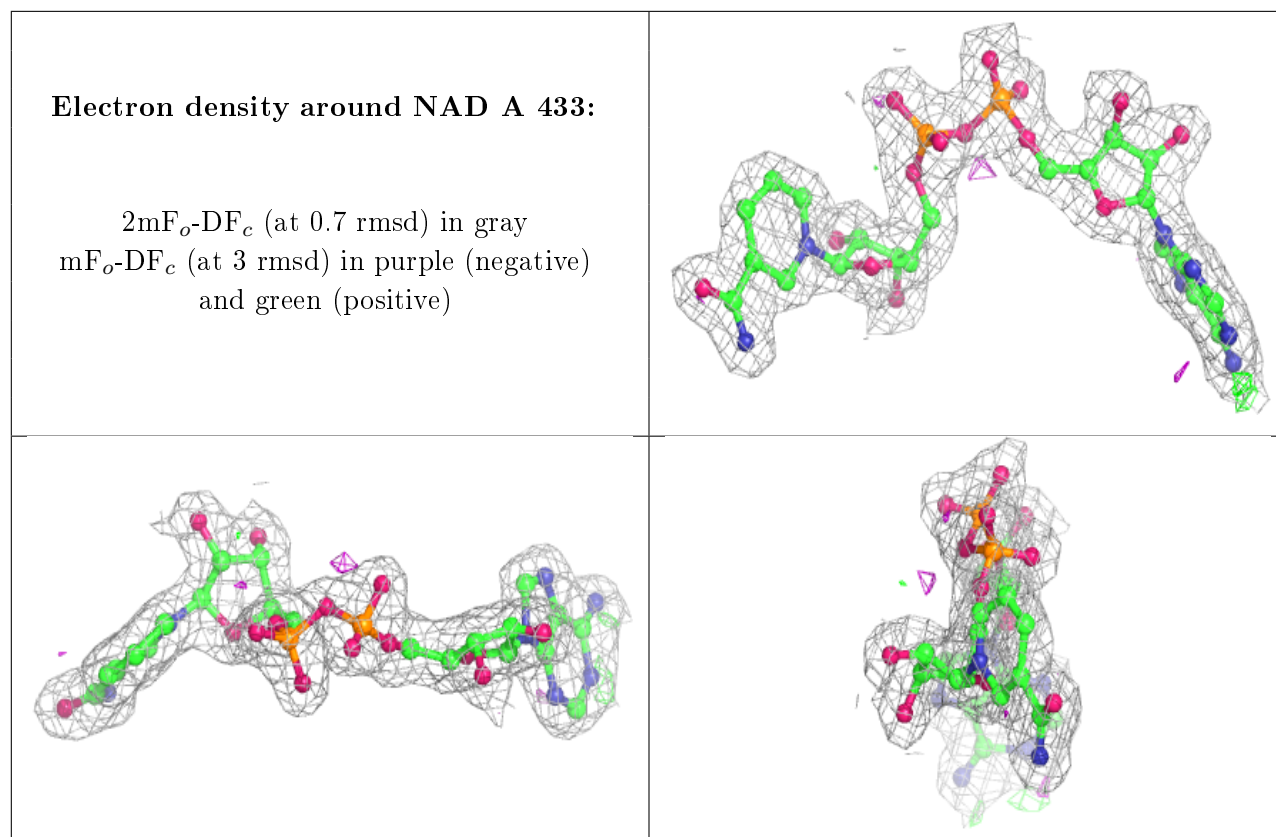 Electron density around NAD A 433:
2mFo-DFc (at 0.7 rmsd) in gray
mFo-DFc (at 3 rmsd) in purple (negative)
and green (positive)